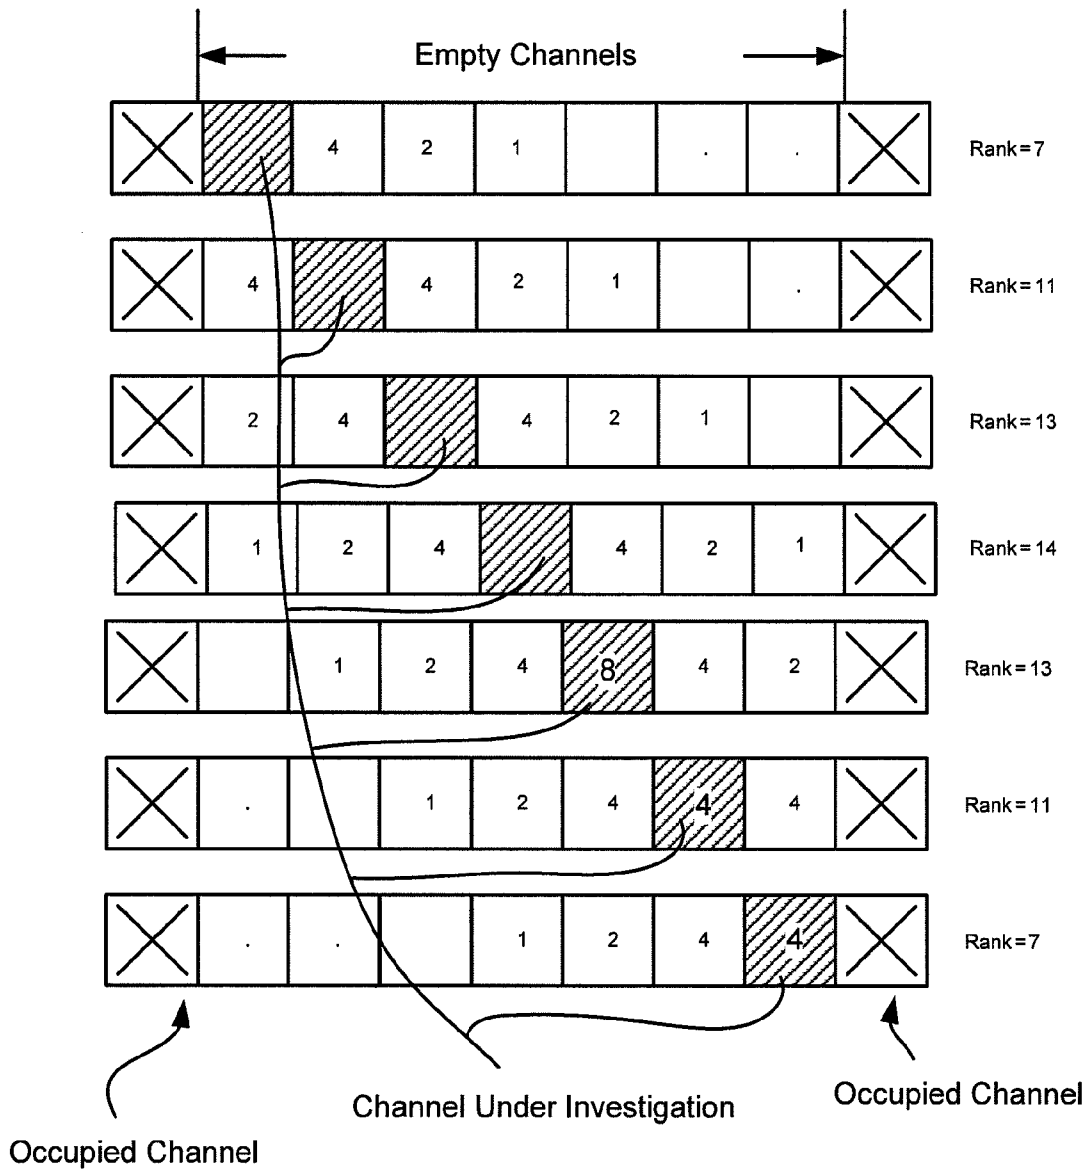 Empty Channels
4 2 1 . . Rank=7
4 4 2 1 . Rank=11
2 4 4 2 1 Rank=13
1 2 4 4 2 1 Rank=14
1 2 4 8 4 2 Rank=13
. 1 2 4 4 4 Rank=11
. . 1 2 4 4 Rank=7
Channel Under Investigation
Occupied Channel
Occupied Channel